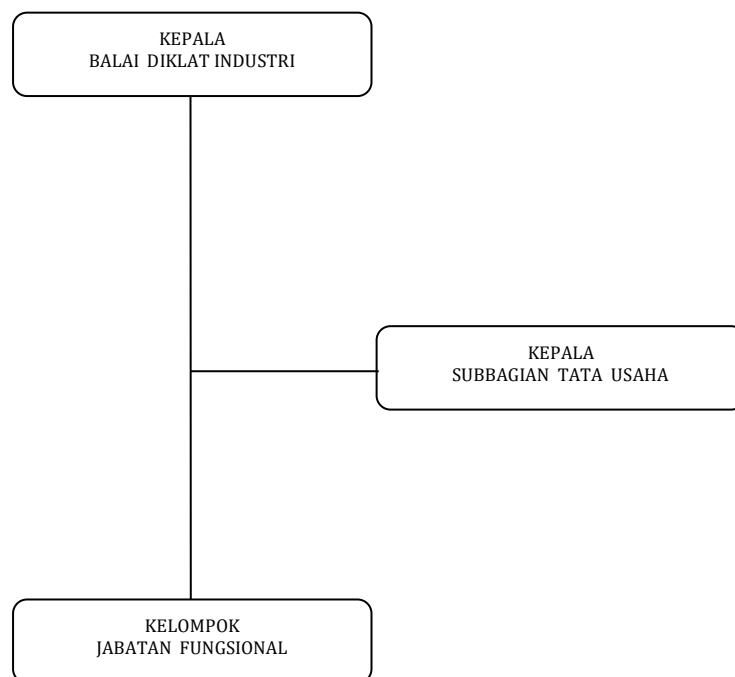 KEPALA
BALAI DIKLAT INDUSTRI
KEPALA
SUBBAGIAN TATA USAHA
KELOMPOK
JABATAN FUNGSIONAL